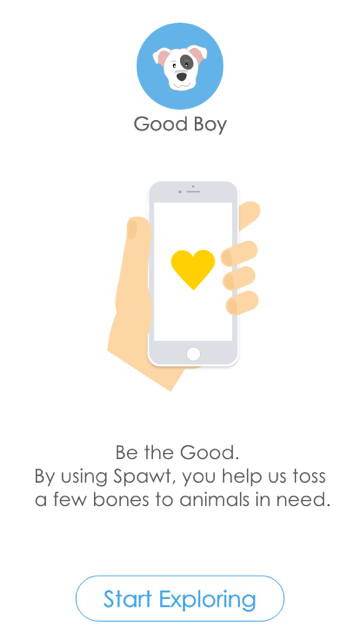 Good Boy
Be the Good.
By using Spawt, you help us toss
a few bones to animals in need.
Start Exploring